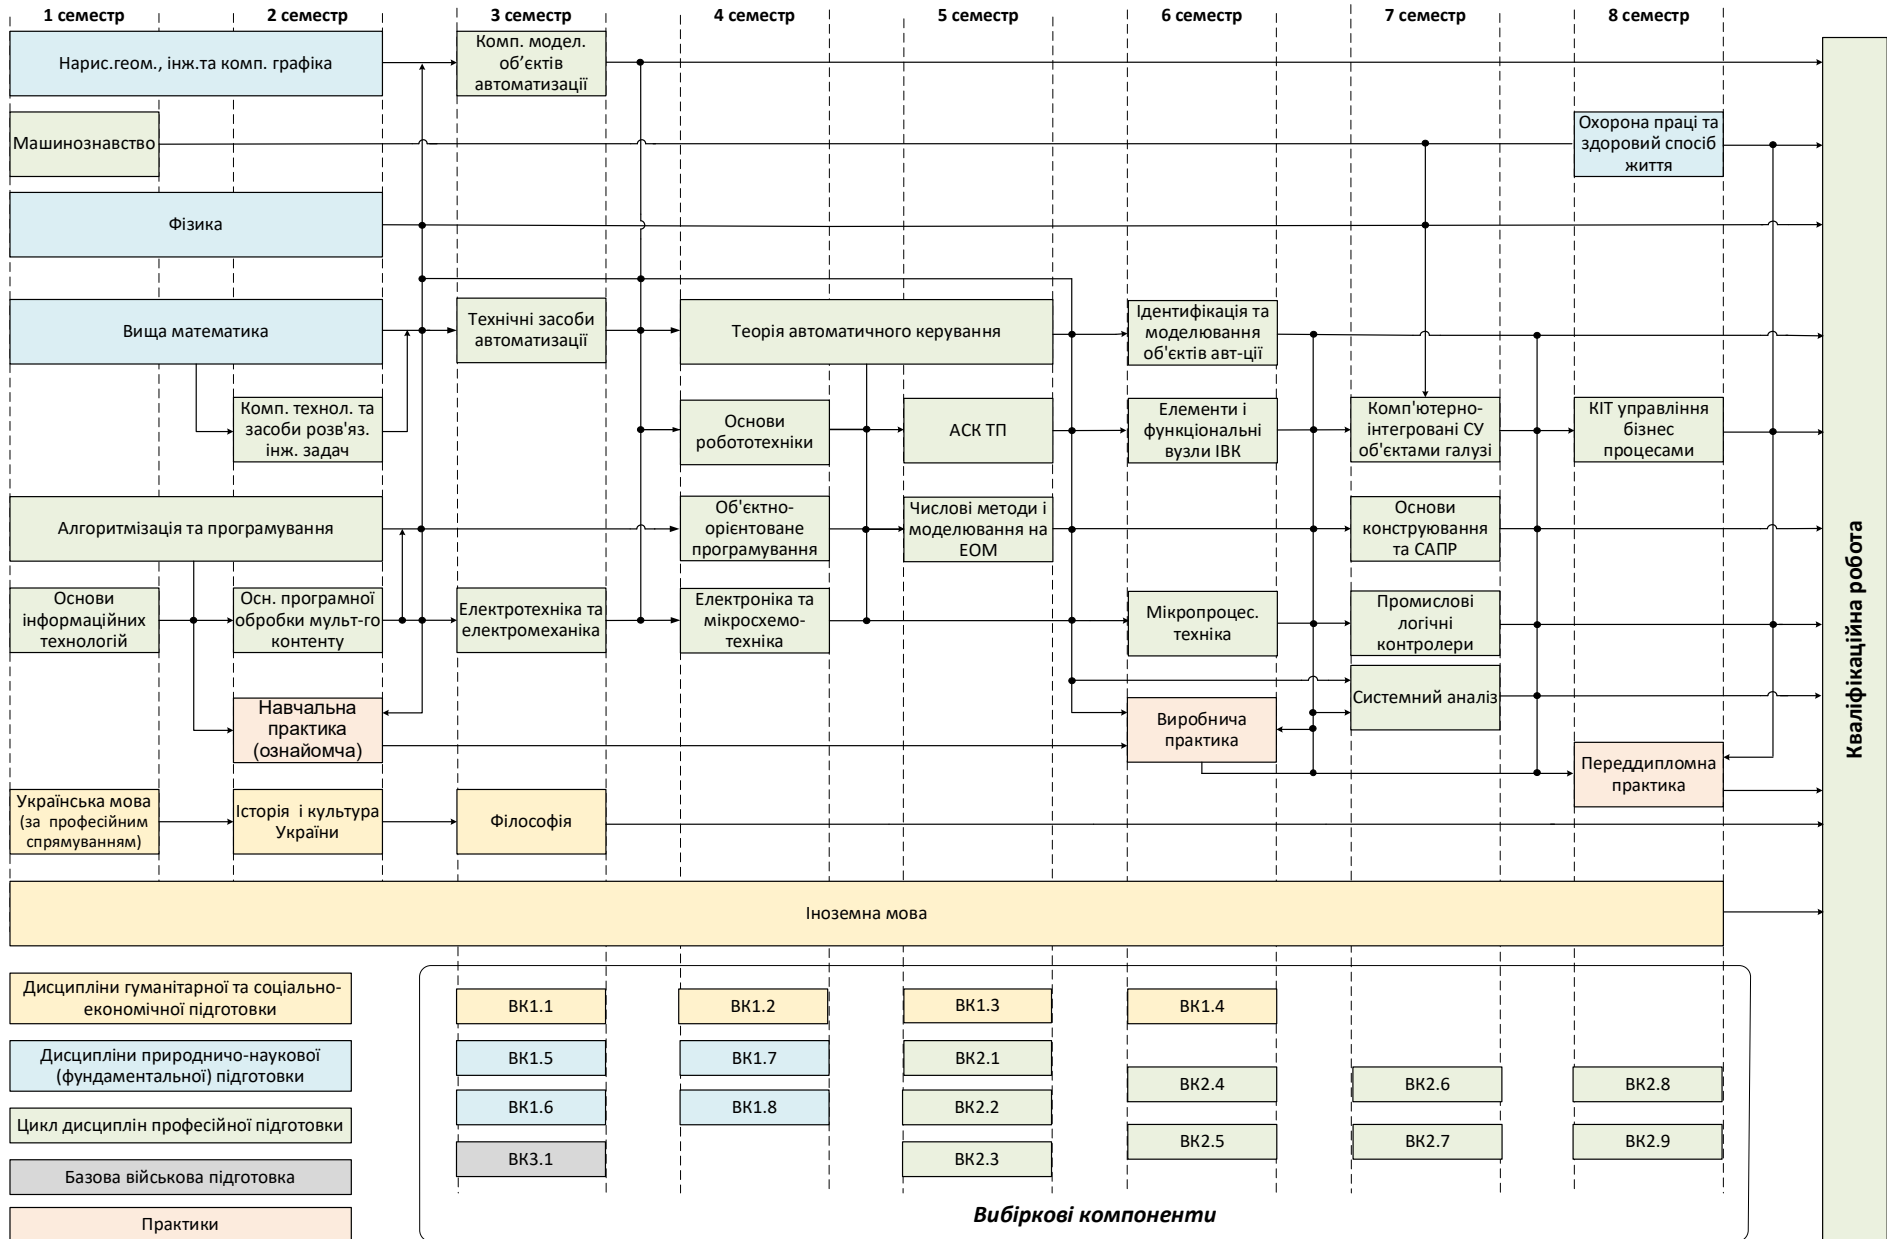 1 семестр
2 семестр
3 семестр
4 семестр
5 семестр
6 семестр
7 семестр
8 семестр
Нарис.геом., інж.та комп. графіка
Комп. модел.
об’єктів
автоматизації
Машинознавство
Охорона праці та
здоровий спосіб
життя
Фізика
Вища математика
Технічні засоби
автоматизації
Теорія автоматичного керування
Ідентифікація та
моделювання
об'єктів авт-ції
Комп. технол. та
засоби розв'яз.
інж. задач
Основи
робототехніки
АСК ТП
Елементи і
функціональні
вузли ІВК
Комп'ютерно-
інтегровані СУ
об'єктами галузі
КІТ управління
бізнес
процесами
Алгоритмізація та програмування
Об'єктно-
орієнтоване
програмування
Числові методи і
моделювання на
ЕОМ
Основи
конструювання
та САПР
Основи
інформаційних
технологій
Осн. програмної
обробки мульт-го
контенту
Електротехніка та
електромеханіка
Електроніка та
мікросхемо-
техніка
Мікропроцес.
техніка
Промислові
логічні
контролери
Системний аналіз
Навчальна
практика
(ознайомча)
Виробнича
практика
Переддипломна
практика
Українська мова
(за професійним
спрямуванням)
Історія і культура
України
Філософія
Іноземна мова
Кваліфікаційна робота
Дисципліни гуманітарної та соціально-
економічної підготовки
Дисципліни природничо-наукової
(фундаментальної) підготовки
Цикл дисциплін професійної підготовки
Базова військова підготовка
Практики
ВК1.1
ВК1.2
ВК1.3
ВК1.4
ВК1.5
ВК1.7
ВК2.1
ВК2.4
ВК2.6
ВК2.8
ВК1.6
ВК1.8
ВК2.2
ВК2.5
ВК2.7
ВК2.9
ВК3.1
ВК2.3
Вибіркові компоненти